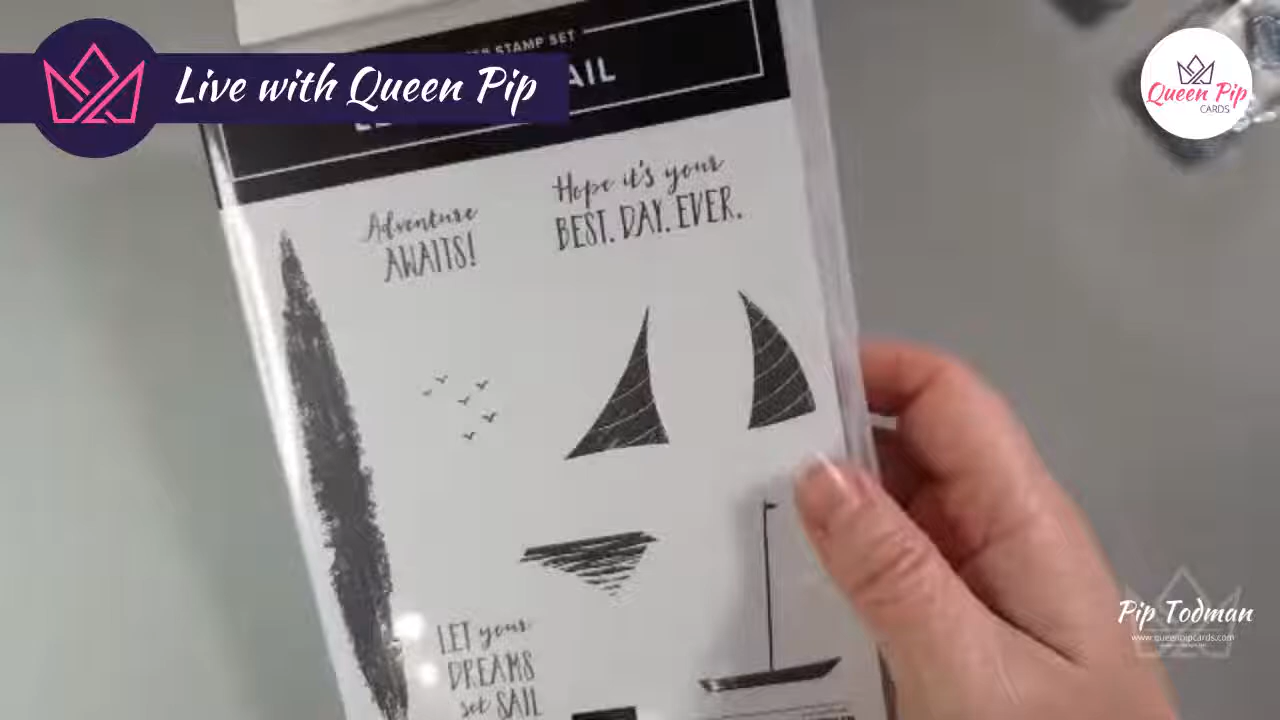 Live with Queen Pip
STAMP SET
AIL
Adventure
AWAITS!
Hope it's your
BEST. DAY. EVER.
LET your
DREAMS
set SAIL
Queen Pip
CARDS
Pip Todman
www.queenpipcards.com